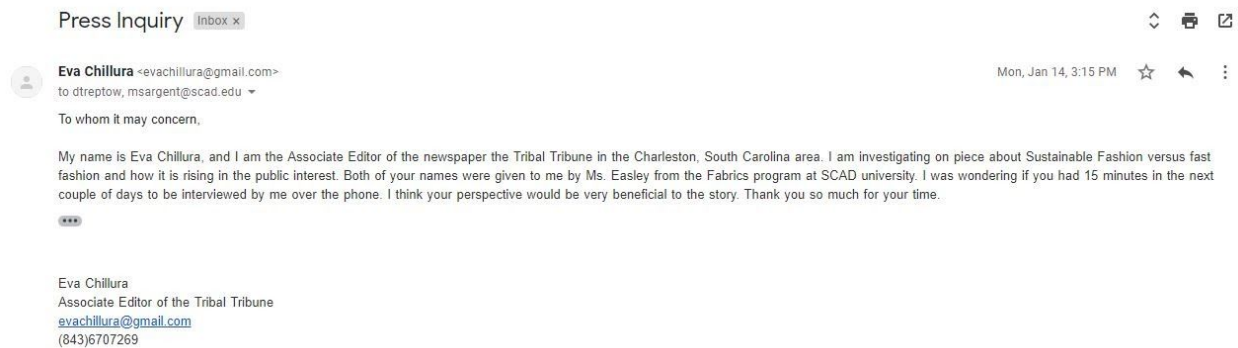 Press Inquiry Inbox x
Eva Chillura <evachillura@gmail.com> Mon, Jan 14, 3:15 PM
to dtreptow, msargent@scad.edu
To whom it may concern,
My name is Eva Chillura, and I am the Associate Editor of the newspaper the Tribal Tribune in the Charleston, South Carolina area. I am investigating on piece about Sustainable Fashion versus fast
fashion and how it is rising in the public interest. Both of your names were given to me by Ms. Easley from the Fabrics program at SCAD university. I was wondering if you had 15 minutes in the next
couple of days to be interviewed by me over the phone. I think your perspective would be very beneficial to the story. Thank you so much for your time.
Eva Chillura
Associate Editor of the Tribal Tribune
evachillura@gmail.com
(843)6707269